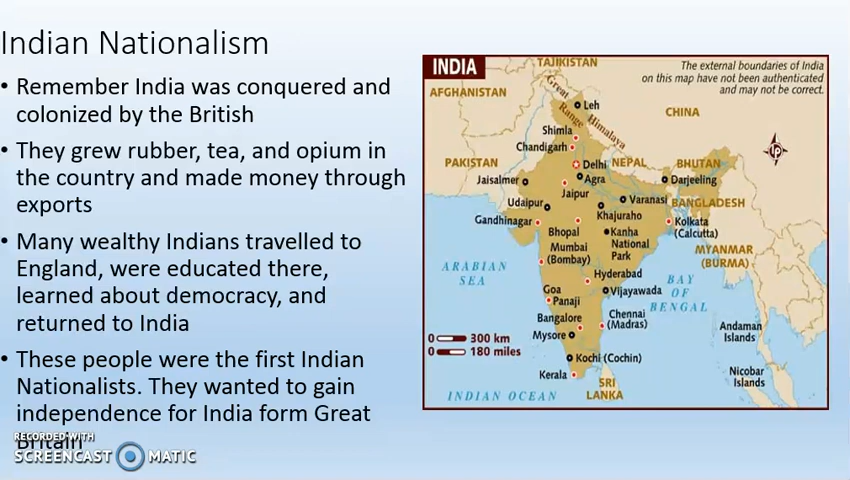 Indian Nationalism
• Remember India was conquered and
colonized by the British
• They grew rubber, tea, and opium in
the country and made money through
exports
• Many wealthy Indians travelled to
England, were educated there,
learned about democracy, and
returned to India
• These people were the first Indian
Nationalists. They wanted to gain
independence for India form Great
Britain
RECORDED WITH
SCREENCAST MATIC
INDIA
The external boundaries of India
on this map have not been authenticated
and may not be correct.
TAJIKISTAN
AFGHANISTAN
Great
Range
Himalaya
Leh
CHINA
Shimla
Chandigarh
PAKISTAN
Delhi
NEPAL
BHUTAN
Jaisalmer
Agra
Darjeeling
Jaipur
Udaipur
Varanasi
BANGLADESH
Khajuraho
Gandhinagar
Kolkata
(Calcutta)
Bhopal
Kanha
National
Park
Mumbai
(Bombay)
MYANMAR
(BURMA)
ARABIAN
SEA
Hyderabad
BAY
OF
BENGAL
Vijayawada
Goa
Panaji
Bangalore
Chennai
(Madras)
Andaman
Islands
0 300 km
0 180 miles
Mysore
Kochi (Cochin)
Kerala
Nicobar
Islands
SRI
LANKA
INDIAN OCEAN